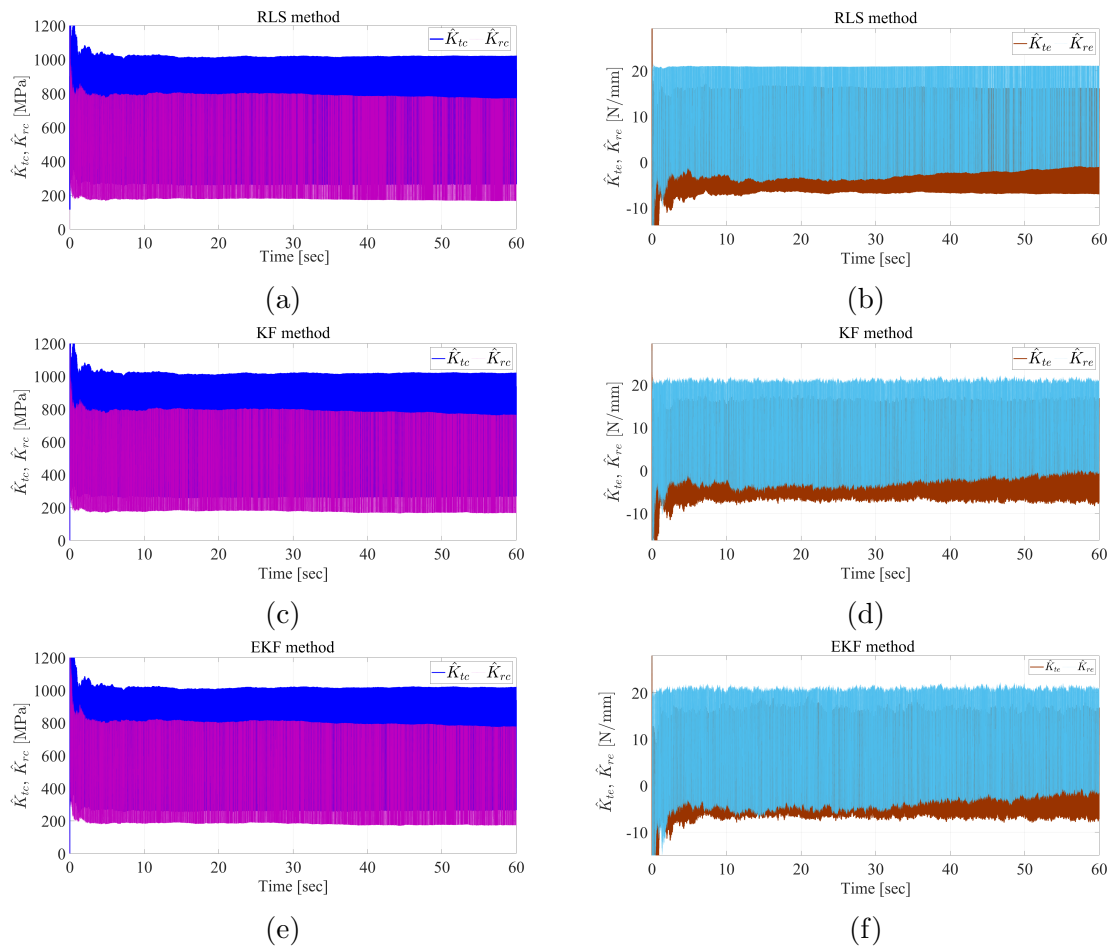 RLS method
K̂tc K̂rc
K̂tc, K̂rc [MPa]
1200
1000
800
600
400
200
0
0 10 20 30 40 50 60
Time [sec]
(a)
RLS method
K̂te K̂re
K̂te, K̂re [N/mm]
20
10
0
-10
0 10 20 30 40 50 60
Time [sec]
(b)
KF method
K̂tc K̂rc
K̂tc, K̂rc [MPa]
1200
1000
800
600
400
200
0
0 10 20 30 40 50 60
Time [sec]
(c)
KF method
K̂te K̂re
K̂te, K̂re [N/mm]
20
10
0
-10
0 10 20 30 40 50 60
Time [sec]
(d)
EKF method
K̂tc K̂rc
K̂tc, K̂rc [MPa]
1200
1000
800
600
400
200
0
0 10 20 30 40 50 60
Time [sec]
(e)
EKF method
K̂te K̂re
K̂te, K̂re [N/mm]
20
10
0
-10
0 10 20 30 40 50 60
Time [sec]
(f)